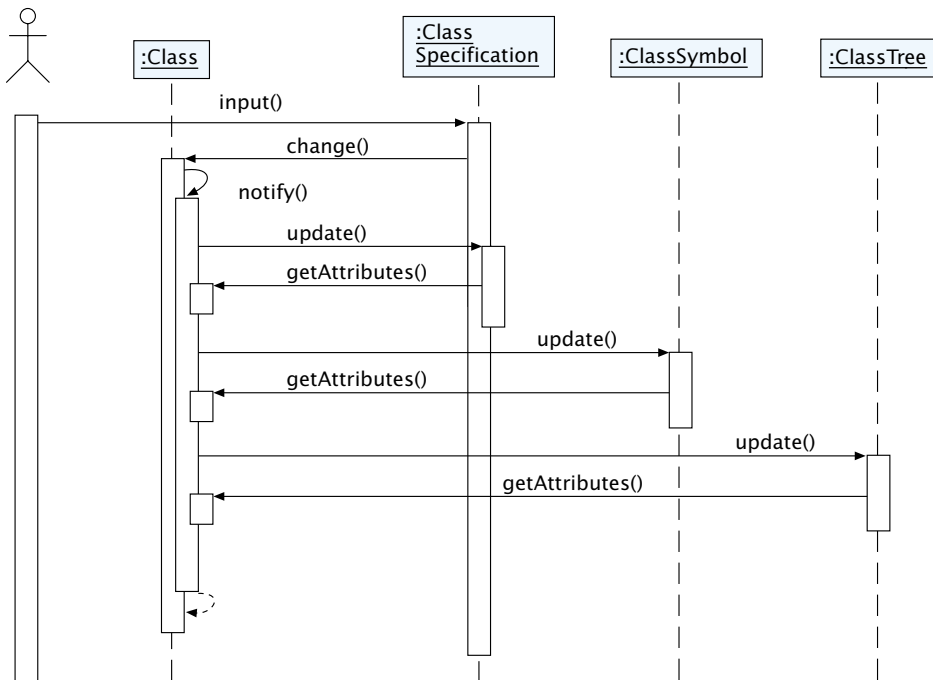 :Class
:Class
Specification
:ClassSymbol
:ClassTree
input()
change()
notify()
update()
getAttributes()
update()
getAttributes()
update()
getAttributes()